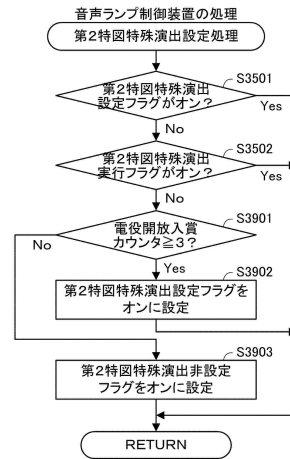 音声ランプ制御装置の処理
第2特図特殊演出設定処理
S3501
第2特図特殊演出
設定フラグがオン?
Yes
No
S3502
第2特図特殊演出
実行フラグがオン?
Yes
No
S3901
電役開放入賞
カウンタ≧3?
No
Yes
S3902
第2特図特殊演出設定フラグを
オンに設定
S3903
第2特図特殊演出非設定
フラグをオンに設定
RETURN